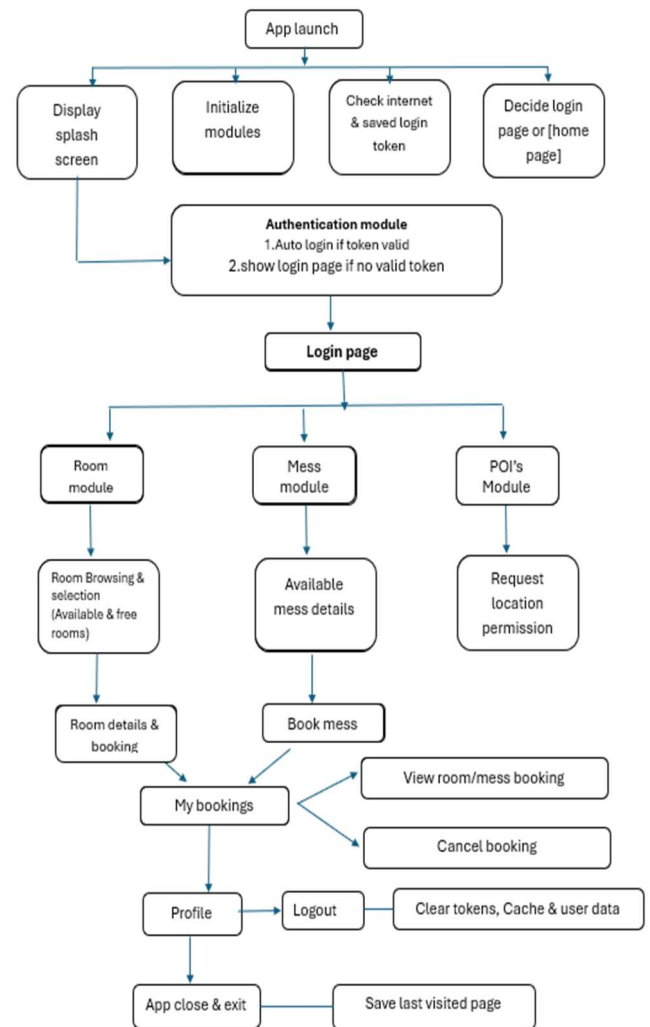 App launch
Display
splash
screen
Initialize
modules
Check internet
& saved login
token
Decide login
page or [home
page]
Authentication module
1.Auto login if token valid
2.show login page if no valid token
Login page
Room
module
Mess
module
POI's
Module
Room Browsing &
selection
(Available & free
rooms)
Available
mess details
Request
location
permission
Room details &
booking
Book mess
My bookings
View room/mess booking
Cancel booking
Profile
Logout
Clear tokens, Cache & user data
App close & exit
Save last visited page